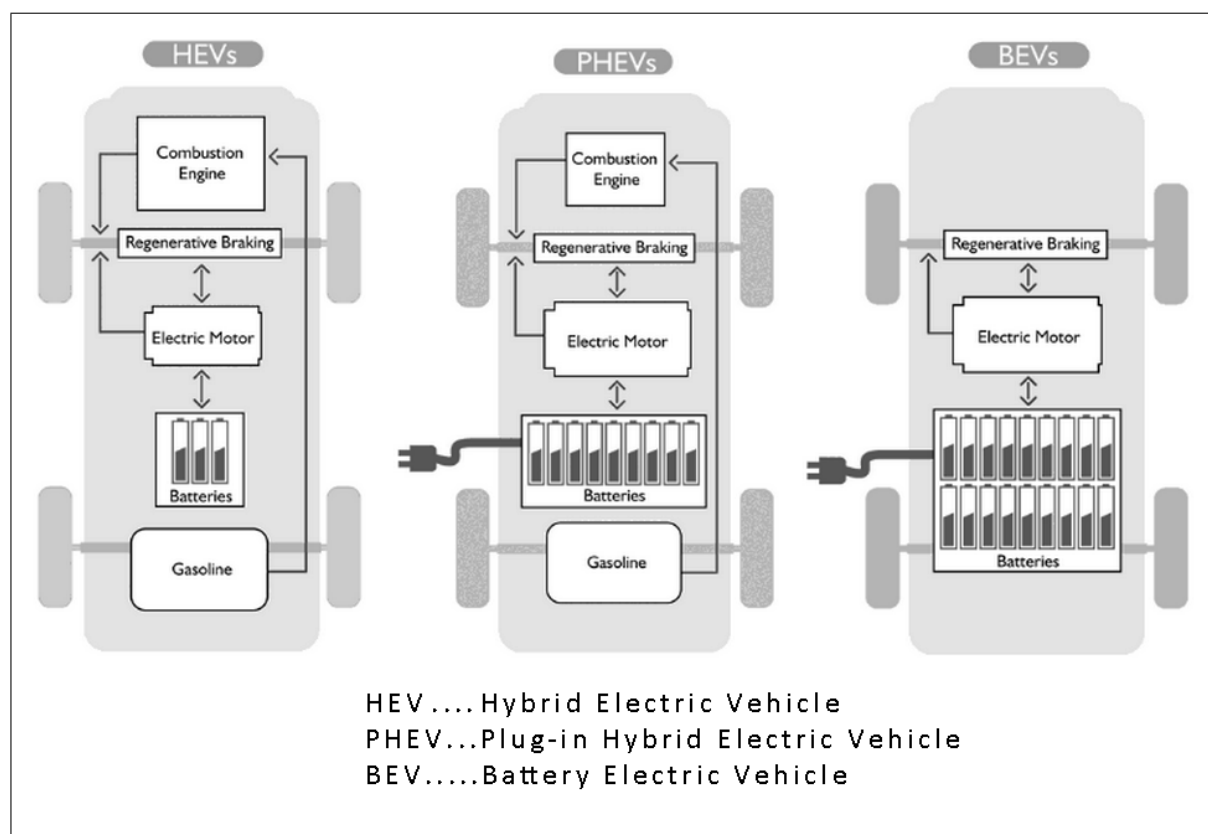 HEVs
Combustion
Engine
Regenerative Braking
Electric Motor
Batteries
Gasoline
PHEVs
Combustion
Engine
Regenerative Braking
Electric Motor
Batteries
Gasoline
BEVs
Regenerative Braking
Electric Motor
Batteries
HEV....Hybrid Electric Vehicle
PHEV...Plug-in Hybrid Electric Vehicle
BEV.....Battery Electric Vehicle